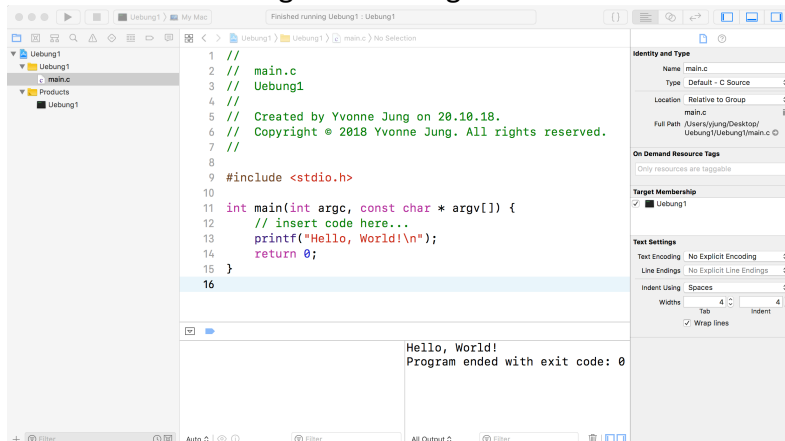 Uebung1 My Mac
Finished running Uebung1 : Uebung1
Uebung1 Uebung1 main.c No Selection
Uebung1
Uebung1
main.c
Products
Uebung1
1 //
2 // main.c
3 // Uebung1
4 //
5 // Created by Yvonne Jung on 20.10.18.
6 // Copyright © 2018 Yvonne Jung. All rights reserved.
7 //
8
9 #include <stdio.h>
10
11 int main(int argc, const char * argv[]) {
12 // insert code here...
13 printf("Hello, World!\n");
14 return 0;
15 }
16
Identity and Type
Name main.c
Type Default - C Source
Location Relative to Group
main.c
Full Path /Users/yjung/Desktop/
Uebung1/Uebung1/main.c
On Demand Resource Tags
Only resources are taggable
Target Membership
Uebung1
Text Settings
Text Encoding No Explicit Encoding
Line Endings No Explicit Line Endings
Indent Using Spaces
Widths 4 4
Tab Indent
Wrap lines
Hello, World!
Program ended with exit code: 0
Filter
Auto
Filter
All Output
Filter